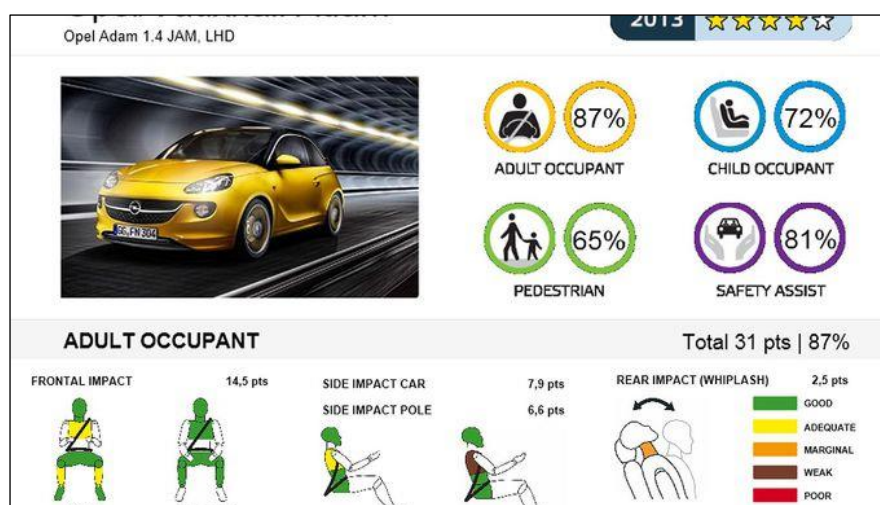 2013
Opel Adam 1.4 JAM, LHD
87%
72%
ADULT OCCUPANT
CHILD OCCUPANT
65%
81%
PEDESTRIAN
SAFETY ASSIST
ADULT OCCUPANT
Total 31 pts | 87%
FRONTAL IMPACT
14,5 pts
SIDE IMPACT CAR
7,9 pts
SIDE IMPACT POLE
6,6 pts
REAR IMPACT (WHIPLASH)
2,5 pts
GOOD
ADEQUATE
MARGINAL
WEAK
POOR